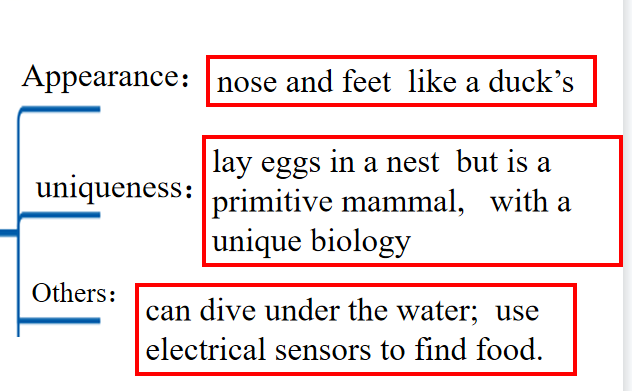 Appearance： nose and feet like a duck’s
uniqueness： lay eggs in a nest but is a
primitive mammal, with a
unique biology
Others： can dive under the water; use
electrical sensors to find food.